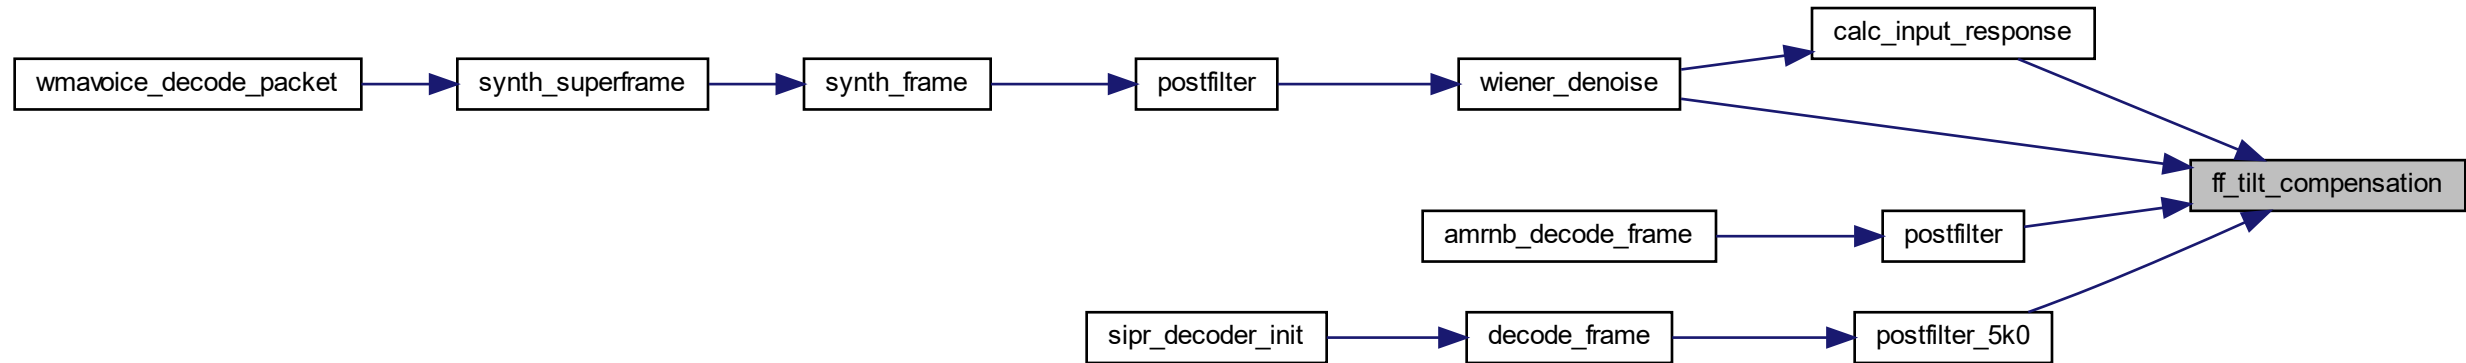 calc_input_response
wmavoice_decode_packet
synth_superframe
synth_frame
postfilter
wiener_denoise
ff_tilt_compensation
amrnb_decode_frame
postfilter
sipr_decoder_init
decode_frame
postfilter_5k0